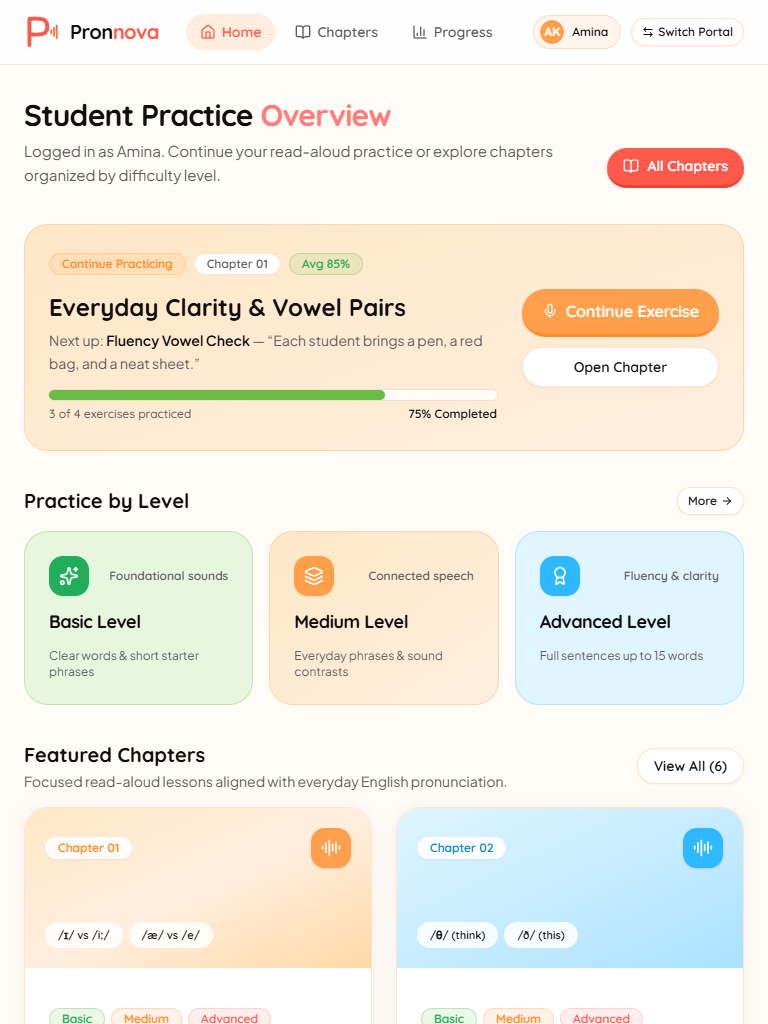 Pronnova
Home
Chapters
Progress
AK
Amina
Switch Portal
Student Practice Overview
Logged in as Amina. Continue your read-aloud practice or explore chapters
organized by difficulty level.
All Chapters
Continue Practicing
Chapter 01
Avg 85%
Everyday Clarity & Vowel Pairs
Next up: Fluency Vowel Check — “Each student brings a pen, a red
bag, and a neat sheet.”
3 of 4 exercises practiced
75% Completed
Continue Exercise
Open Chapter
Practice by Level
More →
Foundational sounds
Basic Level
Clear words & short starter
phrases
Connected speech
Medium Level
Everyday phrases & sound
contrasts
Fluency & clarity
Advanced Level
Full sentences up to 15 words
Featured Chapters
Focused read-aloud lessons aligned with everyday English pronunciation.
View All (6)
Chapter 01
/ɪ/ vs /iː/
/æ/ vs /e/
Basic
Medium
Advanced
Chapter 02
/θ/ (think)
/ð/ (this)
Basic
Medium
Advanced